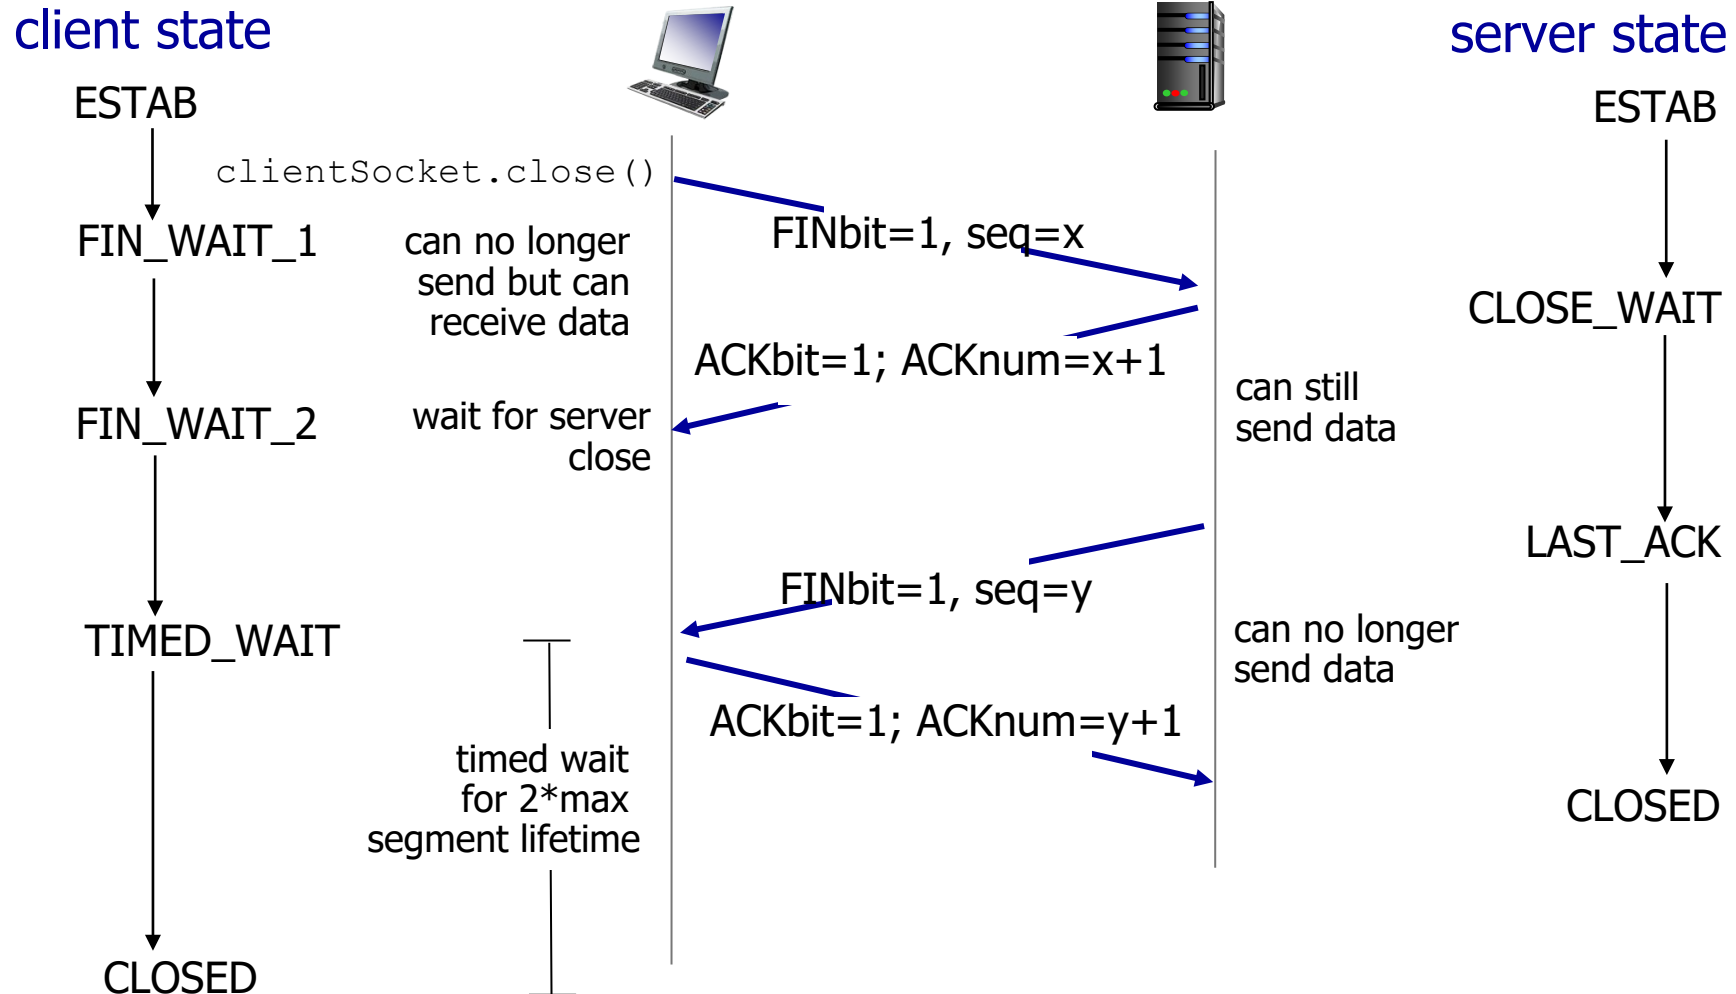 client state
server state
ESTAB
ESTAB
clientSocket.close()
FIN_WAIT_1
can no longer
send but can
receive data
FINbit=1, seq=x
CLOSE_WAIT
ACKbit=1; ACKnum=x+1
can still
send data
FIN_WAIT_2
wait for server
close
LAST_ACK
FINbit=1, seq=y
can no longer
send data
TIMED_WAIT
ACKbit=1; ACKnum=y+1
timed wait
for 2*max
segment lifetime
CLOSED
CLOSED